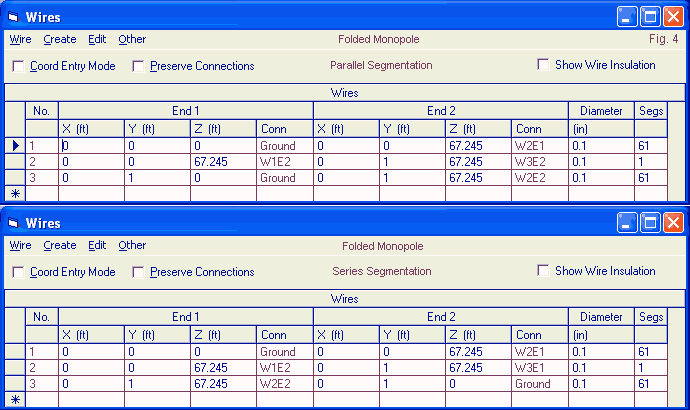 Wires
Wire Create Edit Other Folded Monopole Fig. 4
Coord Entry Mode Preserve Connections Parallel Segmentation Show Wire Insulation
Wires
No. End 1 End 2 Diameter Segs
X (ft) Y (ft) Z (ft) Conn X (ft) Y (ft) Z (ft) Conn (in)
1 0 0 0 Ground 0 0 67.245 W2E1 0.1 61
2 0 0 67.245 W1E2 0 1 67.245 W3E2 0.1 1
3 0 1 0 Ground 0 1 67.245 W2E2 0.1 61
*
Wires
Wire Create Edit Other Folded Monopole
Coord Entry Mode Preserve Connections Series Segmentation Show Wire Insulation
Wires
No. End 1 End 2 Diameter Segs
X (ft) Y (ft) Z (ft) Conn X (ft) Y (ft) Z (ft) Conn (in)
1 0 0 0 Ground 0 0 67.245 W2E1 0.1 61
2 0 0 67.245 W1E2 0 1 67.245 W3E1 0.1 1
3 0 1 67.245 W2E2 0 1 0 Ground 0.1 61
*